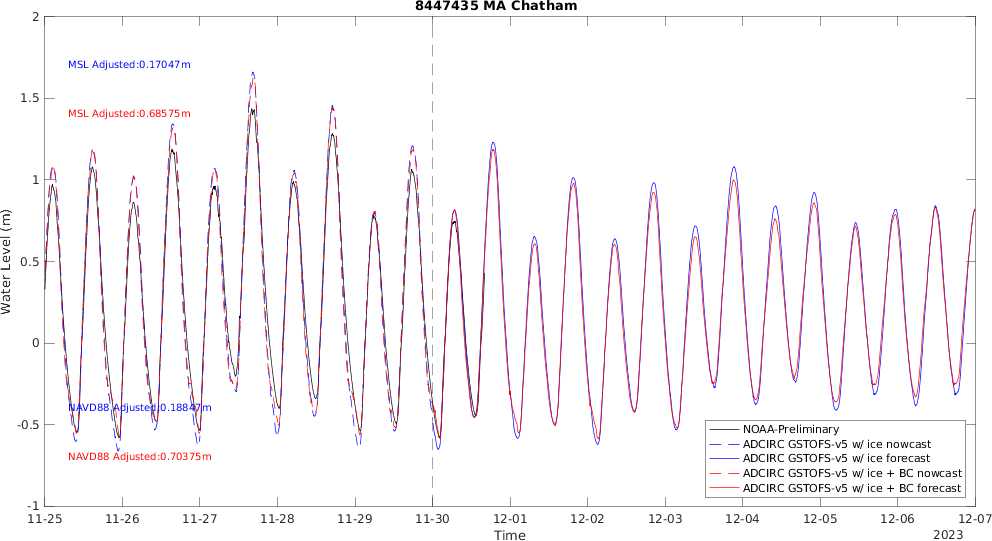 8447435 MA Chatham
2
1.5
1
0.5
0
-0.5
-1
Water Level (m)
MSL Adjusted:0.17047m
MSL Adjusted:0.68575m
NAVD88 Adjusted:0.18847m
NAVD88 Adjusted:0.70375m
NOAA-Preliminary
ADCIRC GSTOFS-v5 w/ ice nowcast
ADCIRC GSTOFS-v5 w/ ice forecast
ADCIRC GSTOFS-v5 w/ ice + BC nowcast
ADCIRC GSTOFS-v5 w/ ice + BC forecast
11-25 11-26 11-27 11-28 11-29 11-30 12-01 12-02 12-03 12-04 12-05 12-06 12-07
Time
2023